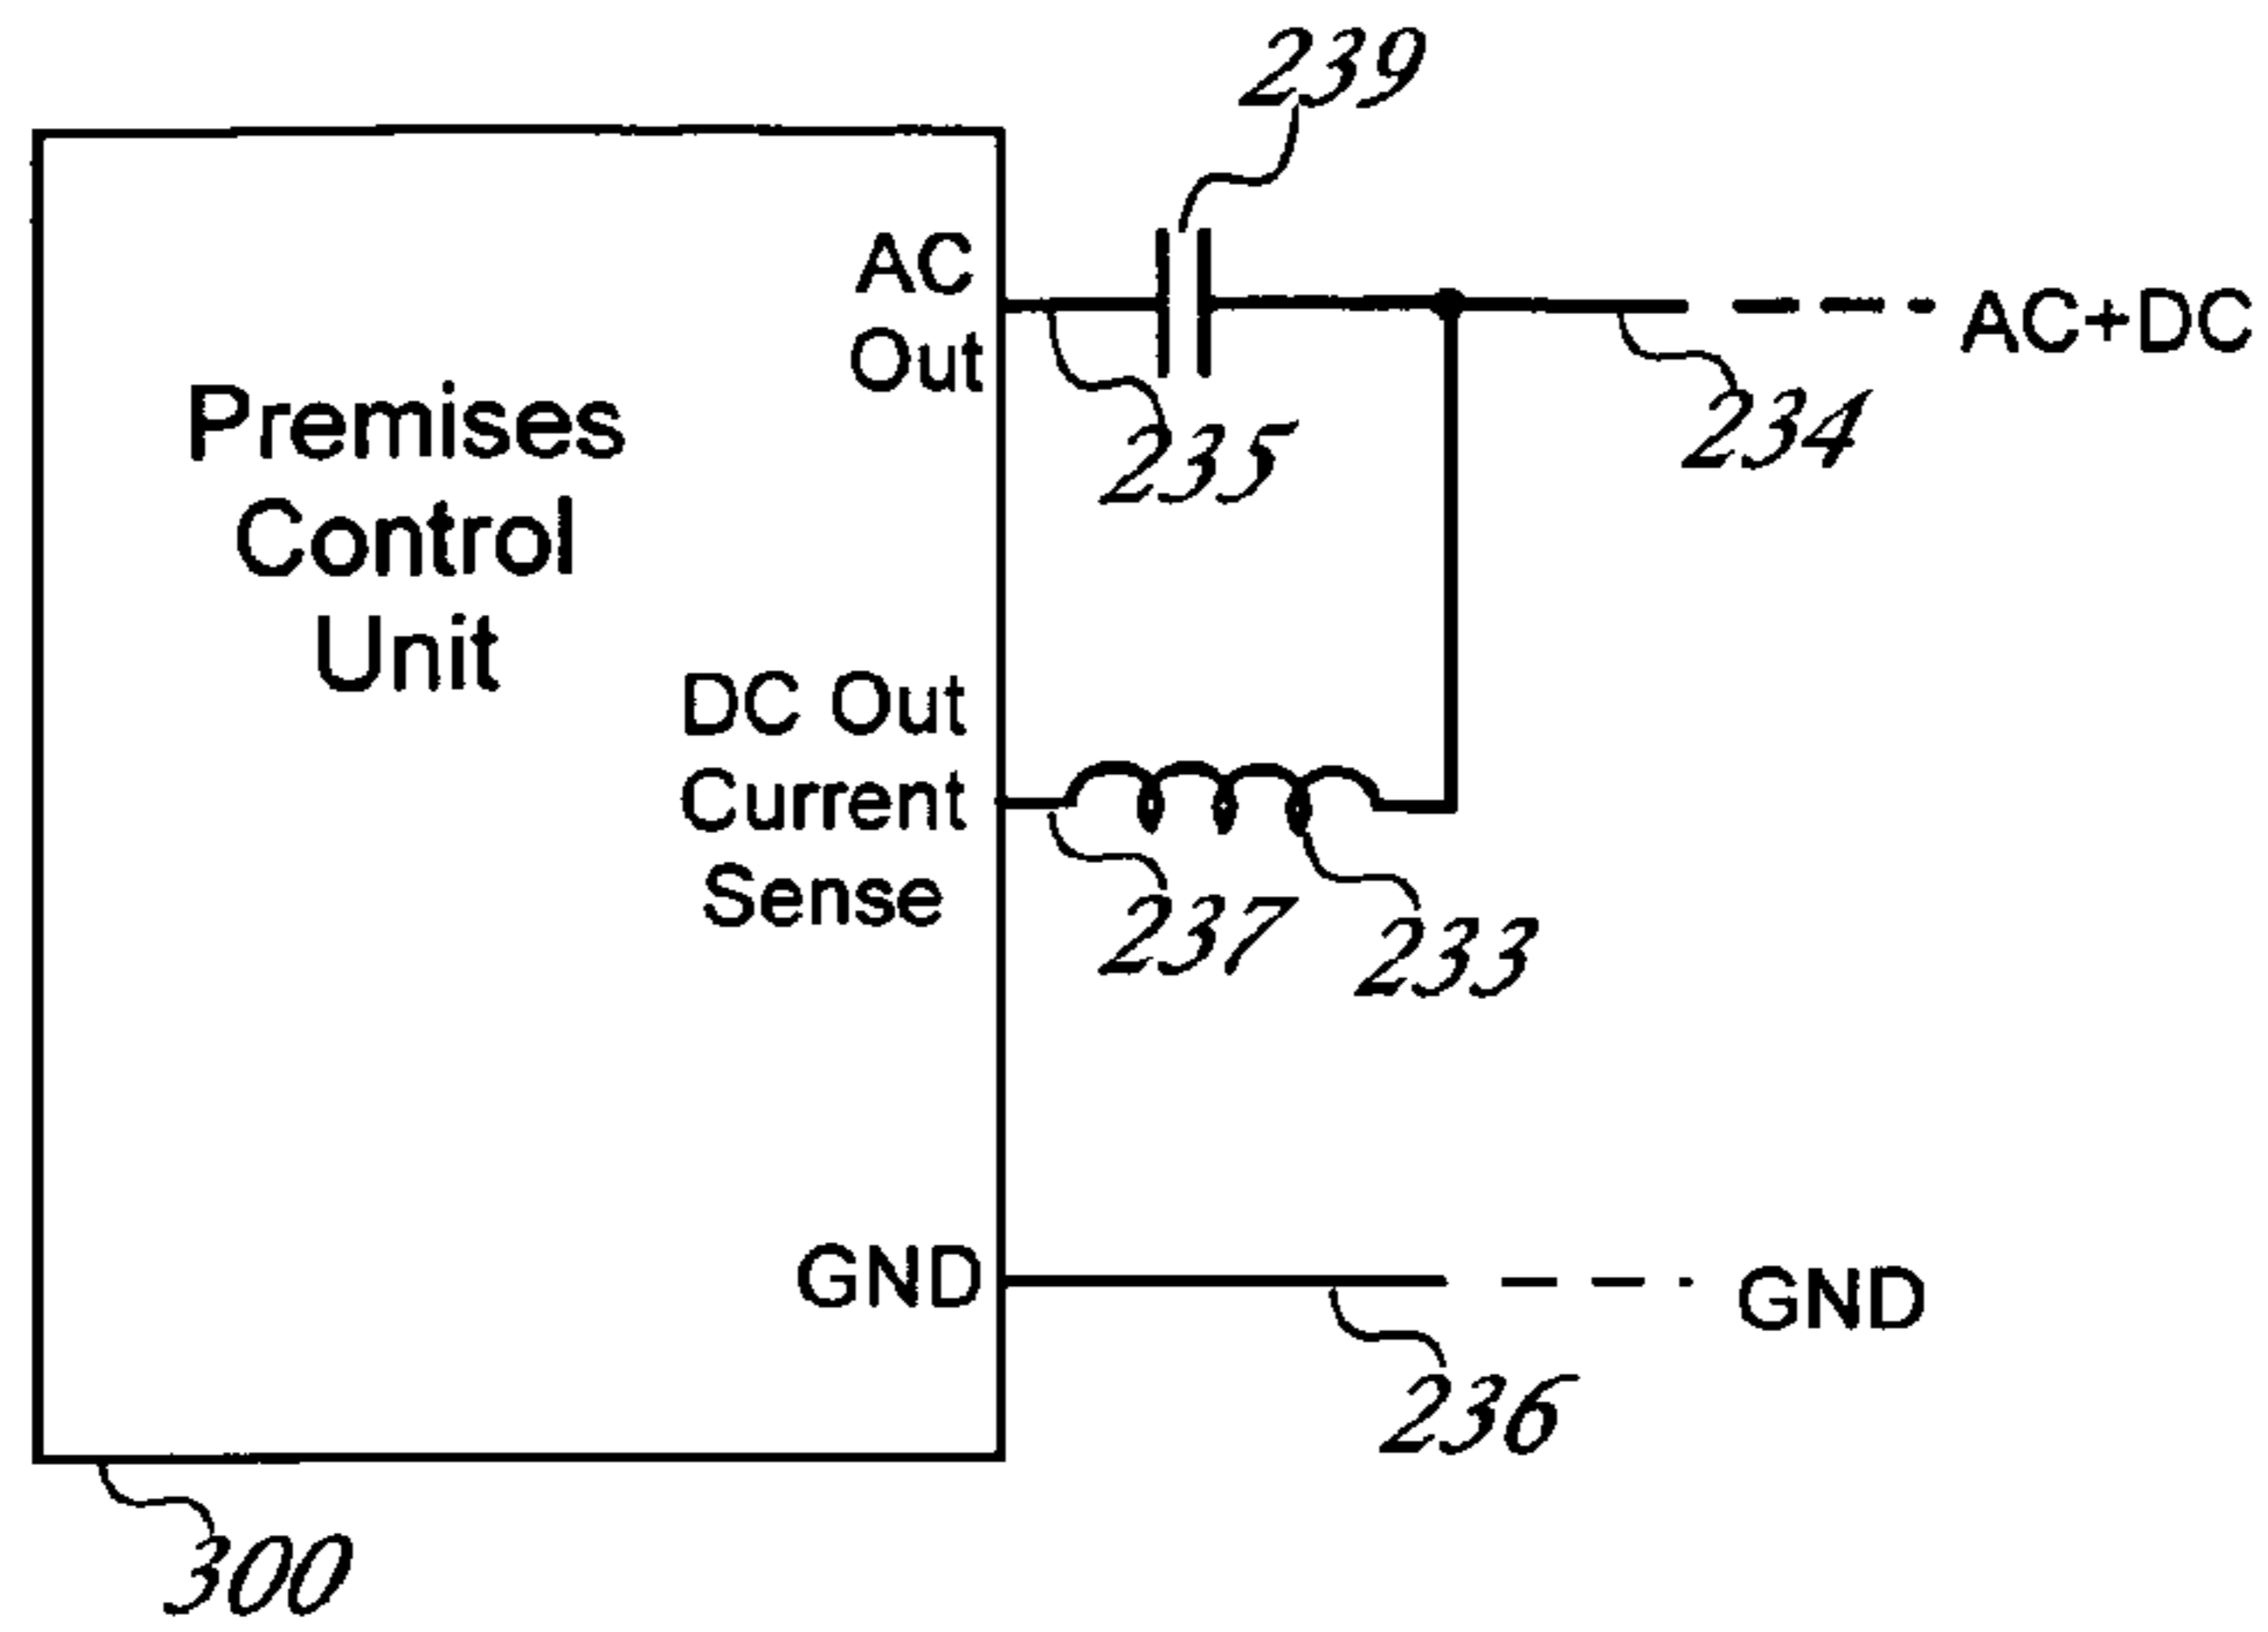 239
AC
Out
AC+DC
Premises
Control
Unit
235
234
DC Out
Current
Sense
237
233
GND
GND
236
300